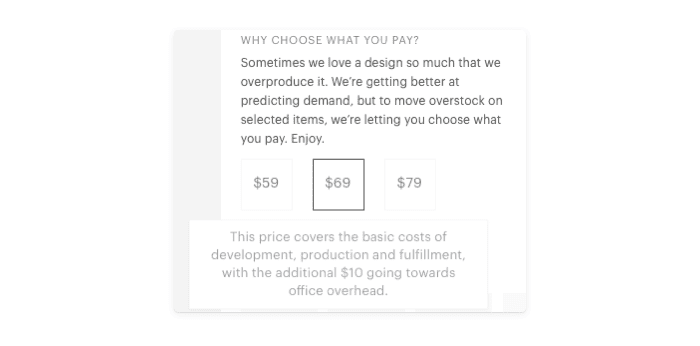 WHY CHOOSE WHAT YOU PAY?
Sometimes we love a design so much that we
overproduce it. We're getting better at
predicting demand, but to move overstock on
selected items, we're letting you choose what
you pay. Enjoy.
$59 $69 $79
This price covers the basic costs of
development, production and fulfillment,
with the additional $10 going towards
office overhead.